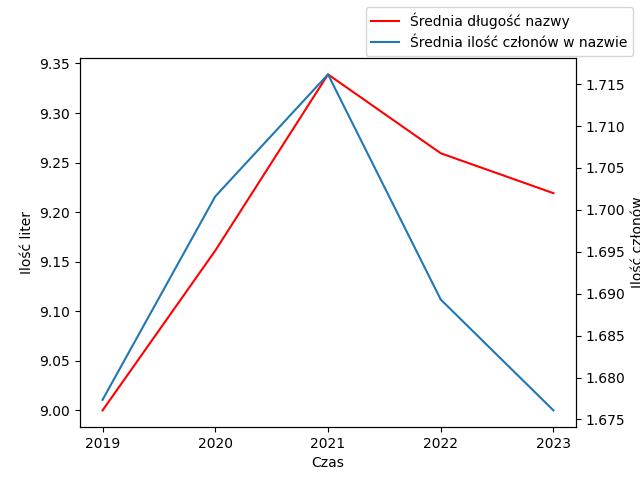 Średnia długość nazwy
Średnia ilość członów w nazwie
9.35
9.30
9.25
9.20
9.15
9.10
9.05
9.00
Ilość liter
1.715
1.710
1.705
1.700
1.695
1.690
1.685
1.680
1.675
Ilość członów
2019 2020 2021 2022 2023
Czas